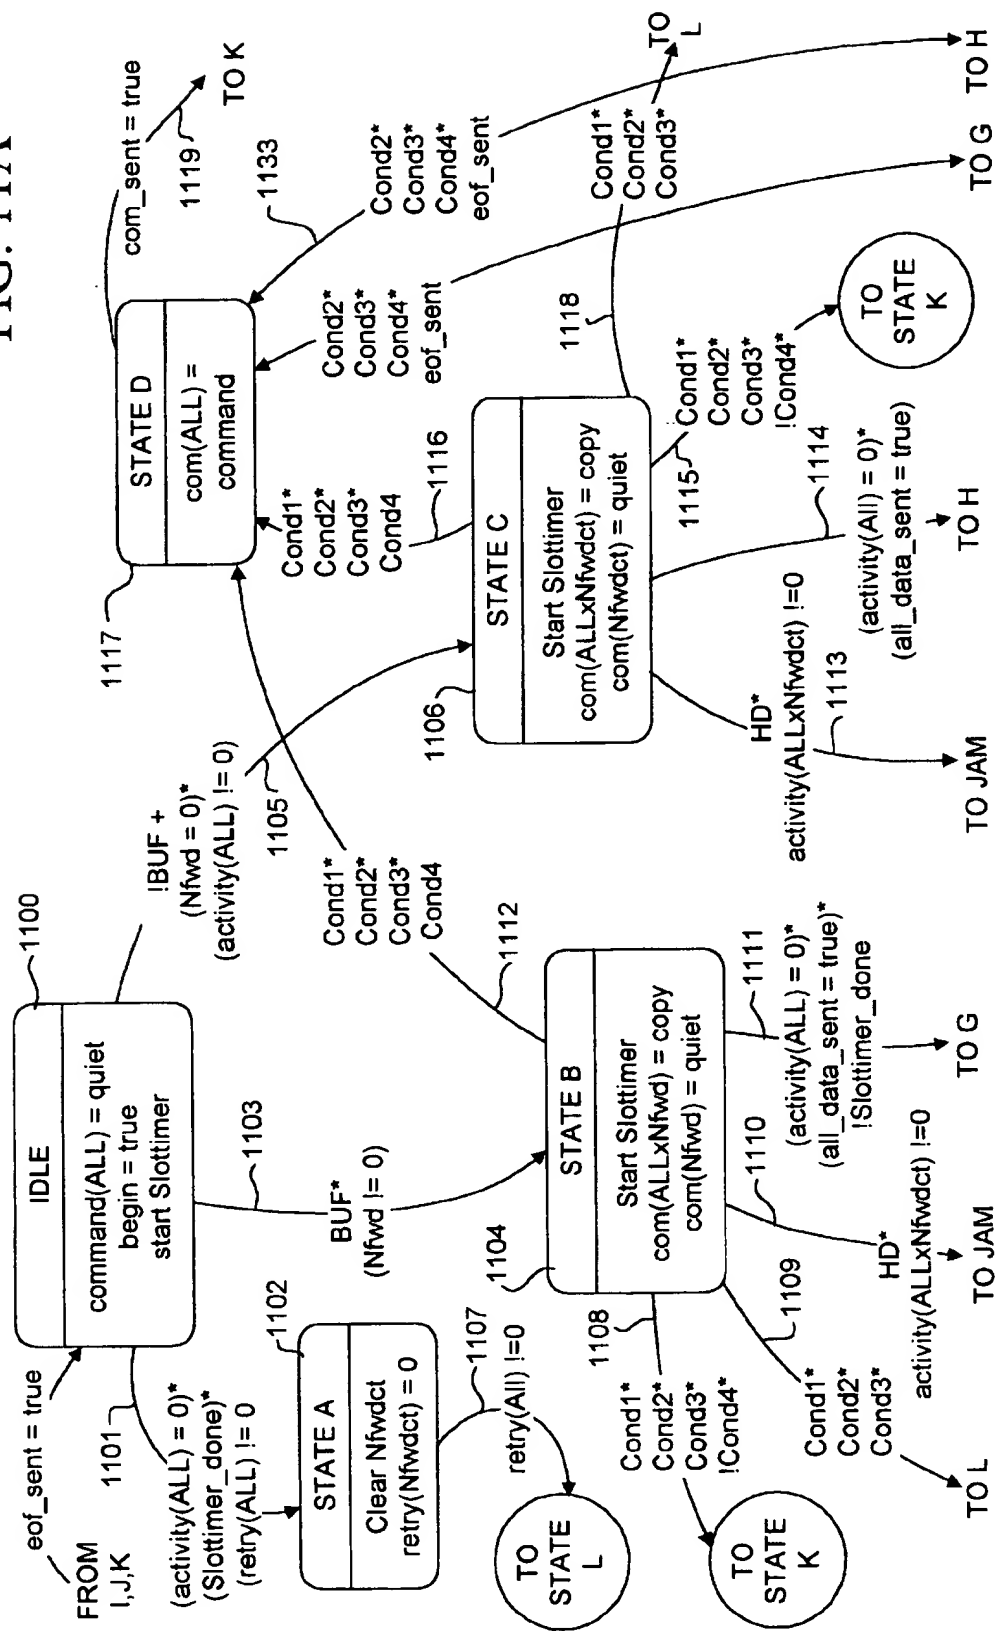 FIG. 11A
FROM
I,J,K
eof_sent = true
1101
(activity(ALL) = 0)*
(Slottimer_done)*
(retry(ALL) != 0
IDLE
command(ALL) = quiet
begin = true
start Slottimer
1100
!BUF +
(Nfwd = 0)*
(activity(ALL) != 0)
1105
1103
BUF*
(Nfwd != 0)
STATE A
Clear Nfwdct
retry(Nfwdct) = 0
1102
1107
retry(All) !=0
TO
STATE
L
STATE B
Start Slottimer
com(ALLxNfwd) = copy
com(Nfwd) = quiet
1104
1108
Cond1*
Cond2*
Cond3*
!Cond4*
TO
STATE
K
1109
Cond1*
Cond2*
Cond3*
TO L
1110
HD*
activity(ALLxNfwdct) !=0
TO JAM
1111
(activity(ALL) = 0)*
(all_data_sent = true)*
!Slottimer_done
TO G
1112
Cond1*
Cond2*
Cond3*
Cond4
STATE C
Start Slottimer
com(ALLxNfwdct) = copy
com(Nfwdct) = quiet
1106
HD*
activity(ALLxNfwdct) !=0
1113
TO JAM
1114
(activity(All) = 0)*
(all_data_sent = true)
TO H
1115
Cond1*
Cond2*
Cond3*
!Cond4*
TO
STATE
K
1116
Cond1*
Cond2*
Cond3*
Cond4
1118
Cond1*
Cond2*
Cond3*
TO
L
STATE D
com(ALL) =
command
1117
com_sent = true
1119
TO K
1133
Cond2*
Cond3*
Cond4*
eof_sent
TO H
Cond2*
Cond3*
Cond4*
eof_sent
TO G